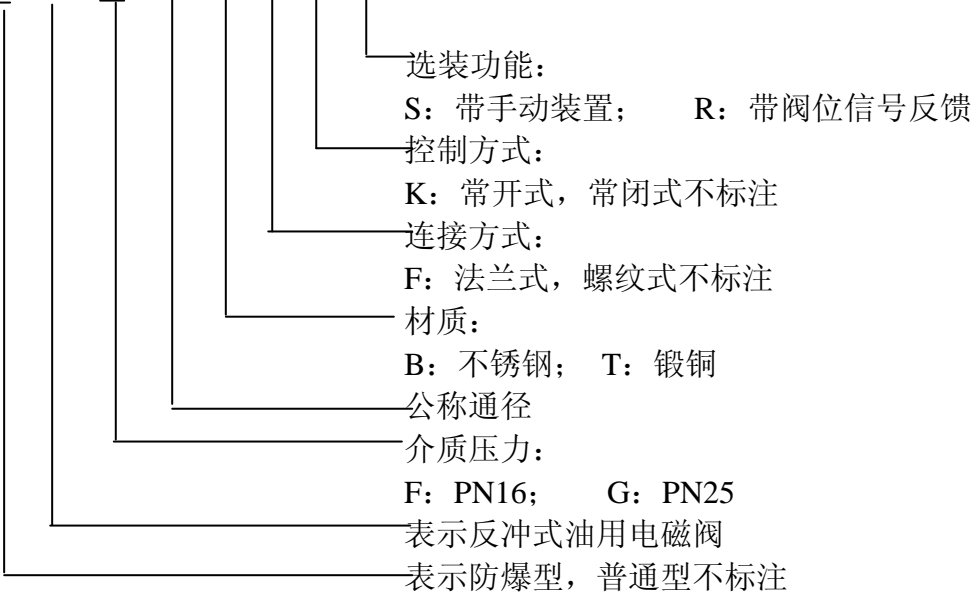 选装功能：
S：带手动装置； R：带阀位信号反馈
控制方式：
K：常开式，常闭式不标注
连接方式：
F：法兰式，螺纹式不标注
材质：
B：不锈钢； T：锻铜
公称通径
介质压力：
F：PN16； G：PN25
表示反冲式油用电磁阀
表示防爆型，普通型不标注